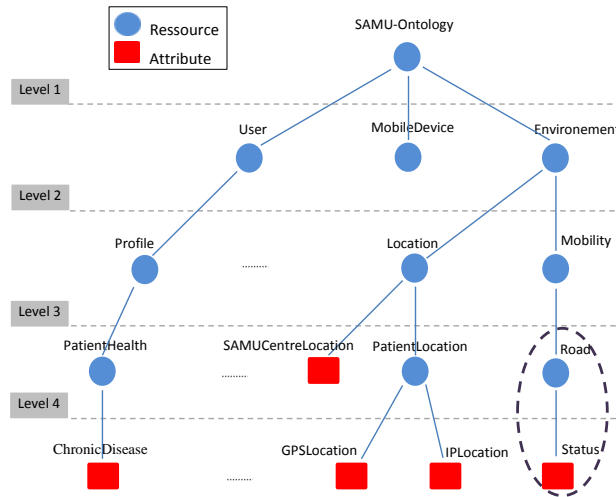 Ressource
Attribute
SAMU-Ontology
Level 1
User
MobileDevice
Environement
Level 2
Profile
.........
Location
Mobility
Level 3
PatientHealth
SAMUCentreLocation
PatientLocation
Road
.........
Level 4
ChronicDisease
GPSLocation
IPLocation
Status
.........